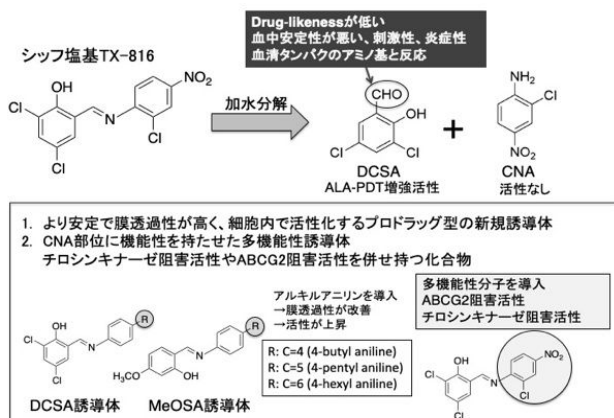 Drug-likenessが低い
血中安定性が悪い、刺激性、炎症性
血清タンパクのアミノ基と反応
シッフ塩基TX-816
OH
NO₂
Cl
N
Cl
Cl
加水分解
CHO
OH
Cl
Cl
DCSA
ALA-PDT増強活性
+
NH₂
Cl
NO₂
CNA
活性なし
1. より安定で膜透過性が高く、細胞内で活性化するプロドラッグ型の新規誘導体
2. CNA部位に機能性を持たせた多機能性誘導体
チロシンキナーゼ阻害活性やABCG2阻害活性を併せ持つ化合物
R
OH
Cl
N
Cl
DCSA誘導体
R
N
H₃CO
OH
MeOSA誘導体
アルキルアニリンを導入
→膜透過性が改善
→活性が上昇
R: C=4 (4-butyl aniline)
R: C=5 (4-pentyl aniline)
R: C=6 (4-hexyl aniline)
多機能性分子を導入
ABCG2阻害活性
チロシンキナーゼ阻害活性
OH
NO₂
Cl
N
Cl
Cl